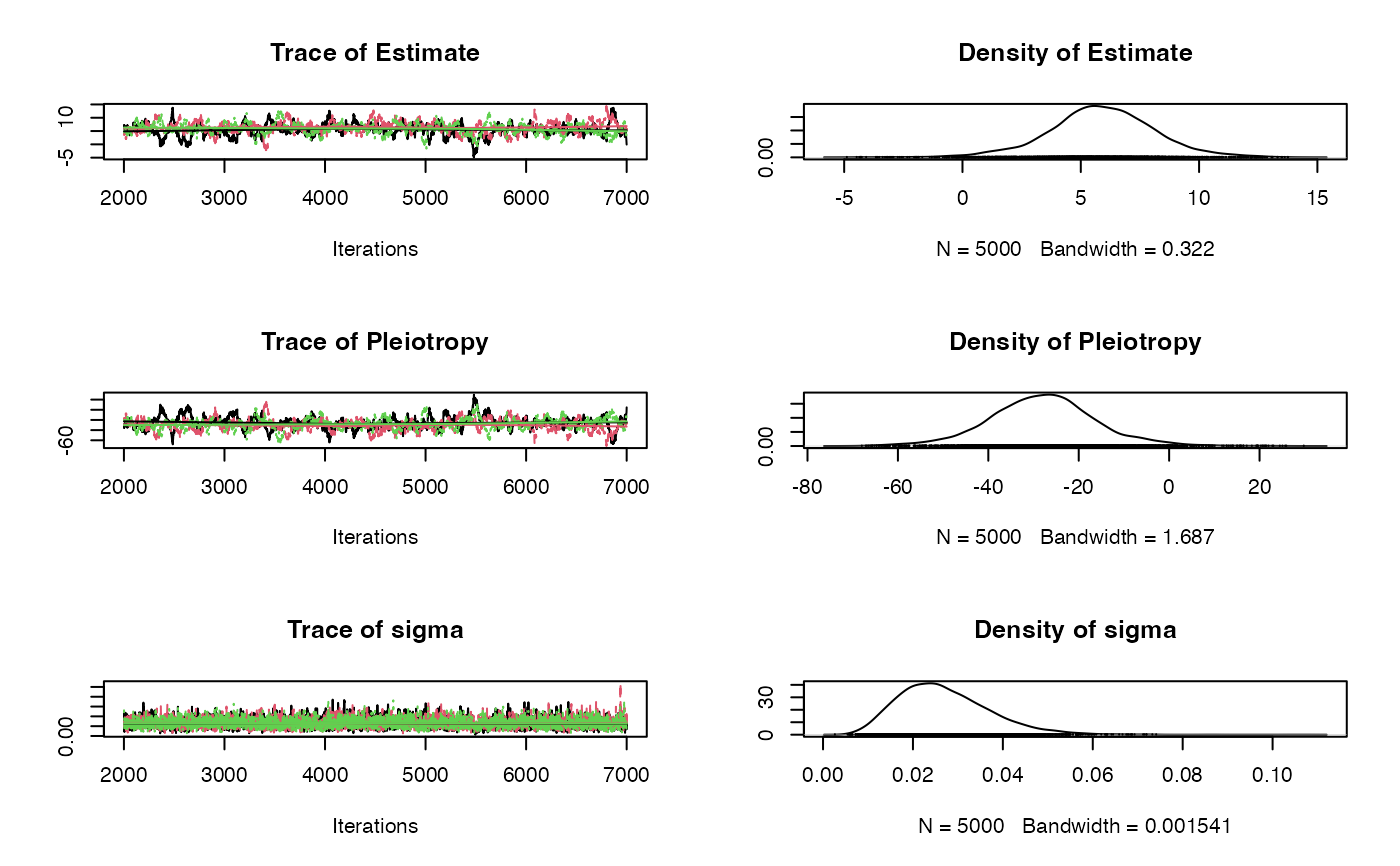 Trace of Estimate
10
-5
2000 3000 4000 5000 6000 7000
Iterations
Density of Estimate
0.00
-5 0 5 10 15
N = 5000 Bandwidth = 0.322
Trace of Pleiotropy
-60
2000 3000 4000 5000 6000 7000
Iterations
Density of Pleiotropy
0.00
-80 -60 -40 -20 0 20
N = 5000 Bandwidth = 1.687
Trace of sigma
0.00
2000 3000 4000 5000 6000 7000
Iterations
Density of sigma
30
0
0.00 0.02 0.04 0.06 0.08 0.10
N = 5000 Bandwidth = 0.001541